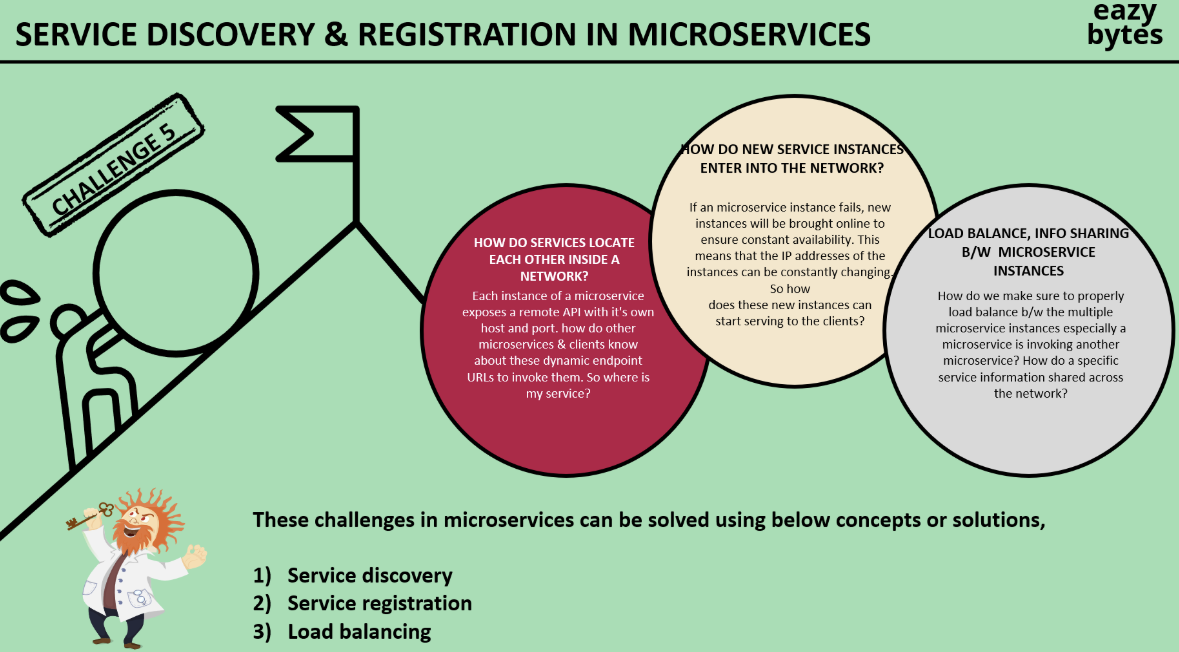 SERVICE DISCOVERY & REGISTRATION IN MICROSERVICES
eazy
bytes
CHALLENGE 5
HOW DO SERVICES LOCATE
EACH OTHER INSIDE A
NETWORK?
Each instance of a microservice
exposes a remote API with it's own
host and port. how do other
microservices & clients know
about these dynamic endpoint
URLs to invoke them. So where is
my service?
HOW DO NEW SERVICE INSTANCES
ENTER INTO THE NETWORK?
If an microservice instance fails, new
instances will be brought online to
ensure constant availability. This
means that the IP addresses of the
instances can be constantly changing.
So how
does these new instances can
start serving to the clients?
LOAD BALANCE, INFO SHARING
B/W MICROSERVICE
INSTANCES
How do we make sure to properly
load balance b/w the multiple
microservice instances especially a
microservice is invoking another
microservice? How do a specific
service information shared across
the network?
These challenges in microservices can be solved using below concepts or solutions,
1) Service discovery
2) Service registration
3) Load balancing